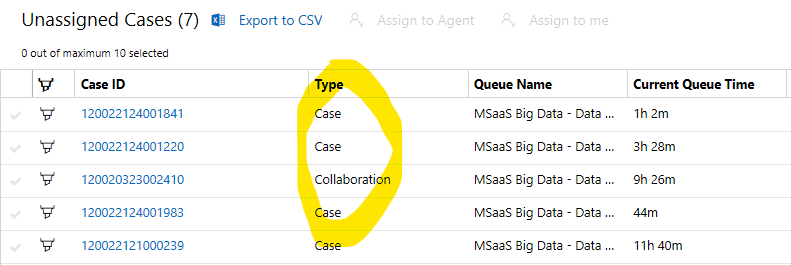 Unassigned Cases (7) Export to CSV Assign to Agent Assign to me
0 out of maximum 10 selected
Case ID Type Queue Name Current Queue Time
120022124001841 Case MSaaS Big Data - Data ... 1h 2m
120022124001220 Case MSaaS Big Data - Data ... 3h 28m
120020323002410 Collaboration MSaaS Big Data - Data ... 9h 26m
120022124001983 Case MSaaS Big Data - Data ... 44m
120022121000239 Case MSaaS Big Data - Data ... 11h 40m